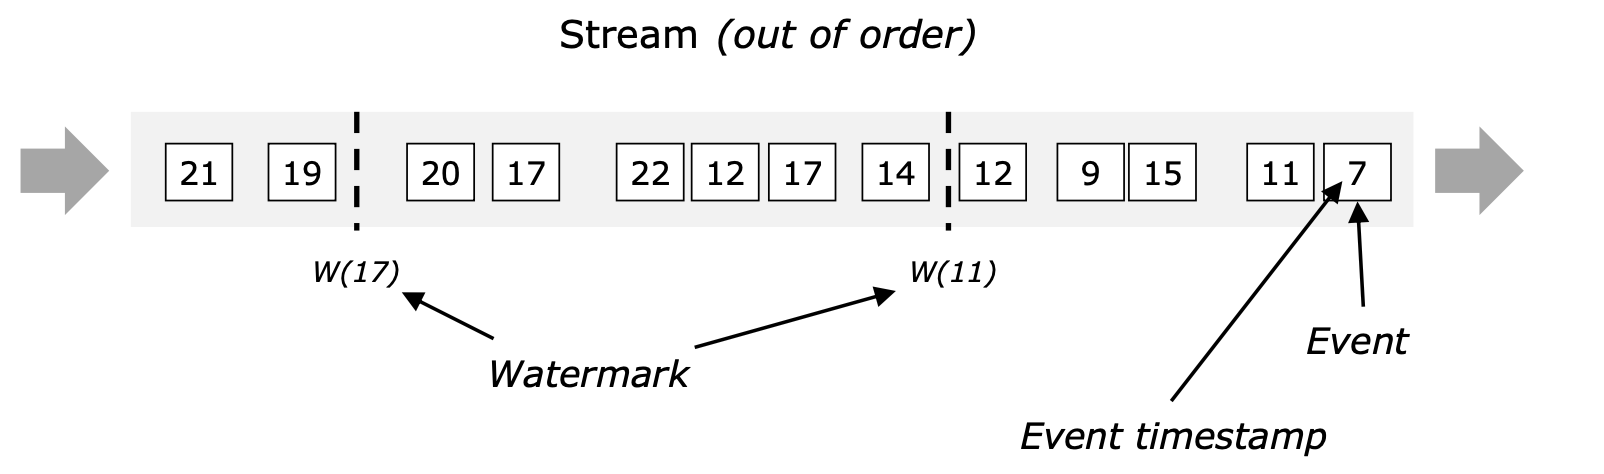 Stream (out of order)
21 19 20 17 22 12 17 14 12 9 15 11 7
W(17) W(11)
Event
Watermark
Event timestamp